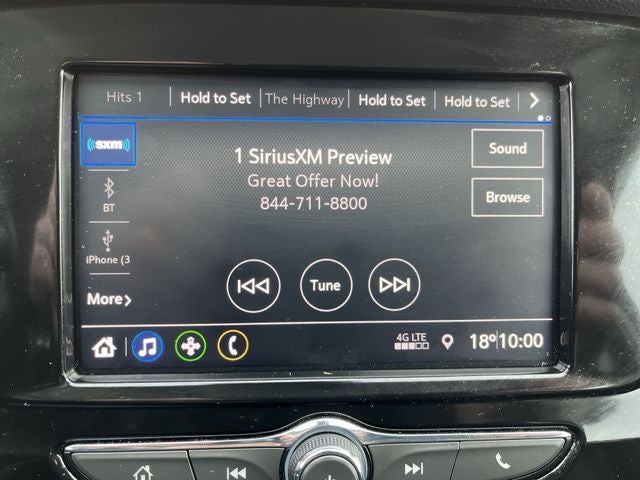 Hits 1 Hold to Set The Highway Hold to Set Hold to Set
((sxm))
1 SiriusXM Preview
Sound
Great Offer Now!
844-711-8800
Browse
BT
iPhone (3
Tune
More
4G LTE
18° 10:00